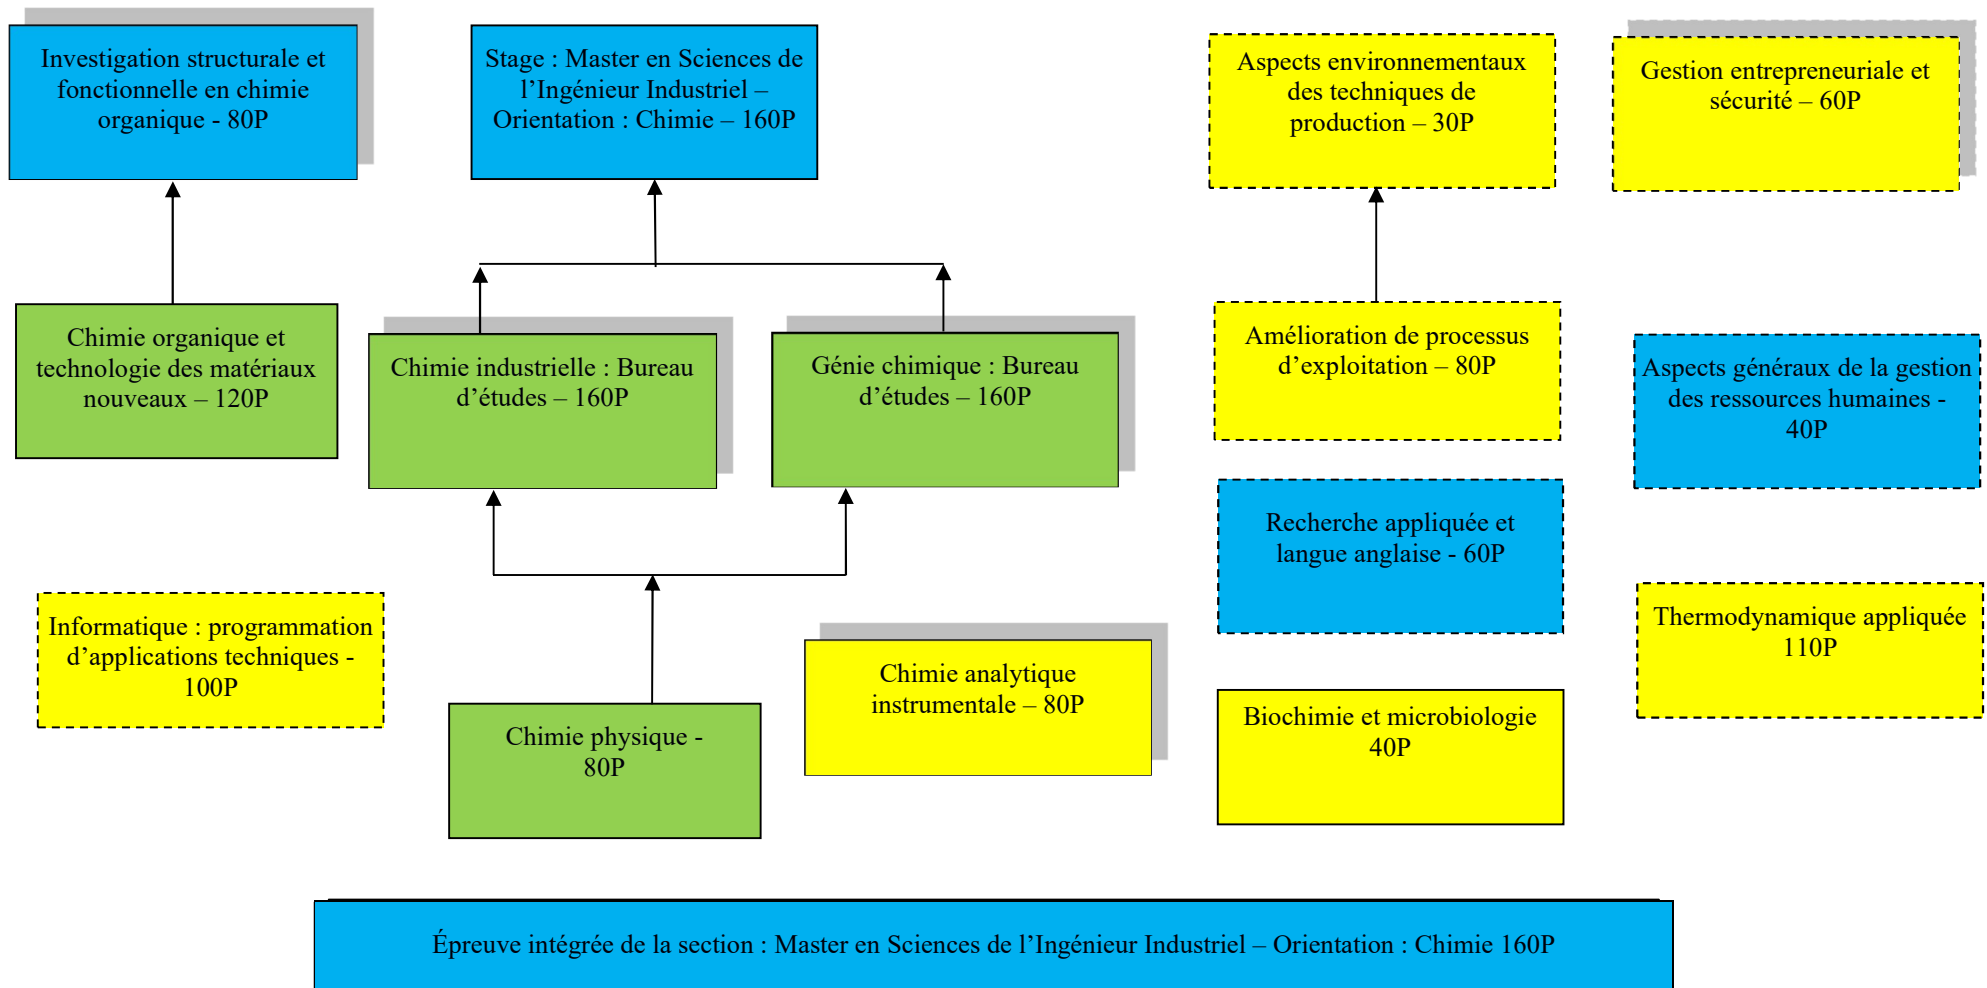 Investigation structurale et
fonctionnelle en chimie
organique - 80P
Stage : Master en Sciences de
l’Ingénieur Industriel –
Orientation : Chimie – 160P
Aspects environnementaux
des techniques de
production – 30P
Gestion entrepreneuriale et
sécurité – 60P
Chimie organique et
technologie des matériaux
nouveaux – 120P
Chimie industrielle : Bureau
d’études – 160P
Génie chimique : Bureau
d’études – 160P
Amélioration de processus
d’exploitation – 80P
Aspects généraux de la gestion
des ressources humaines -
40P
Recherche appliquée et
langue anglaise - 60P
Informatique : programmation
d’applications techniques -
100P
Chimie physique -
80P
Chimie analytique
instrumentale – 80P
Biochimie et microbiologie
40P
Thermodynamique appliquée
110P
Épreuve intégrée de la section : Master en Sciences de l’Ingénieur Industriel – Orientation : Chimie 160P